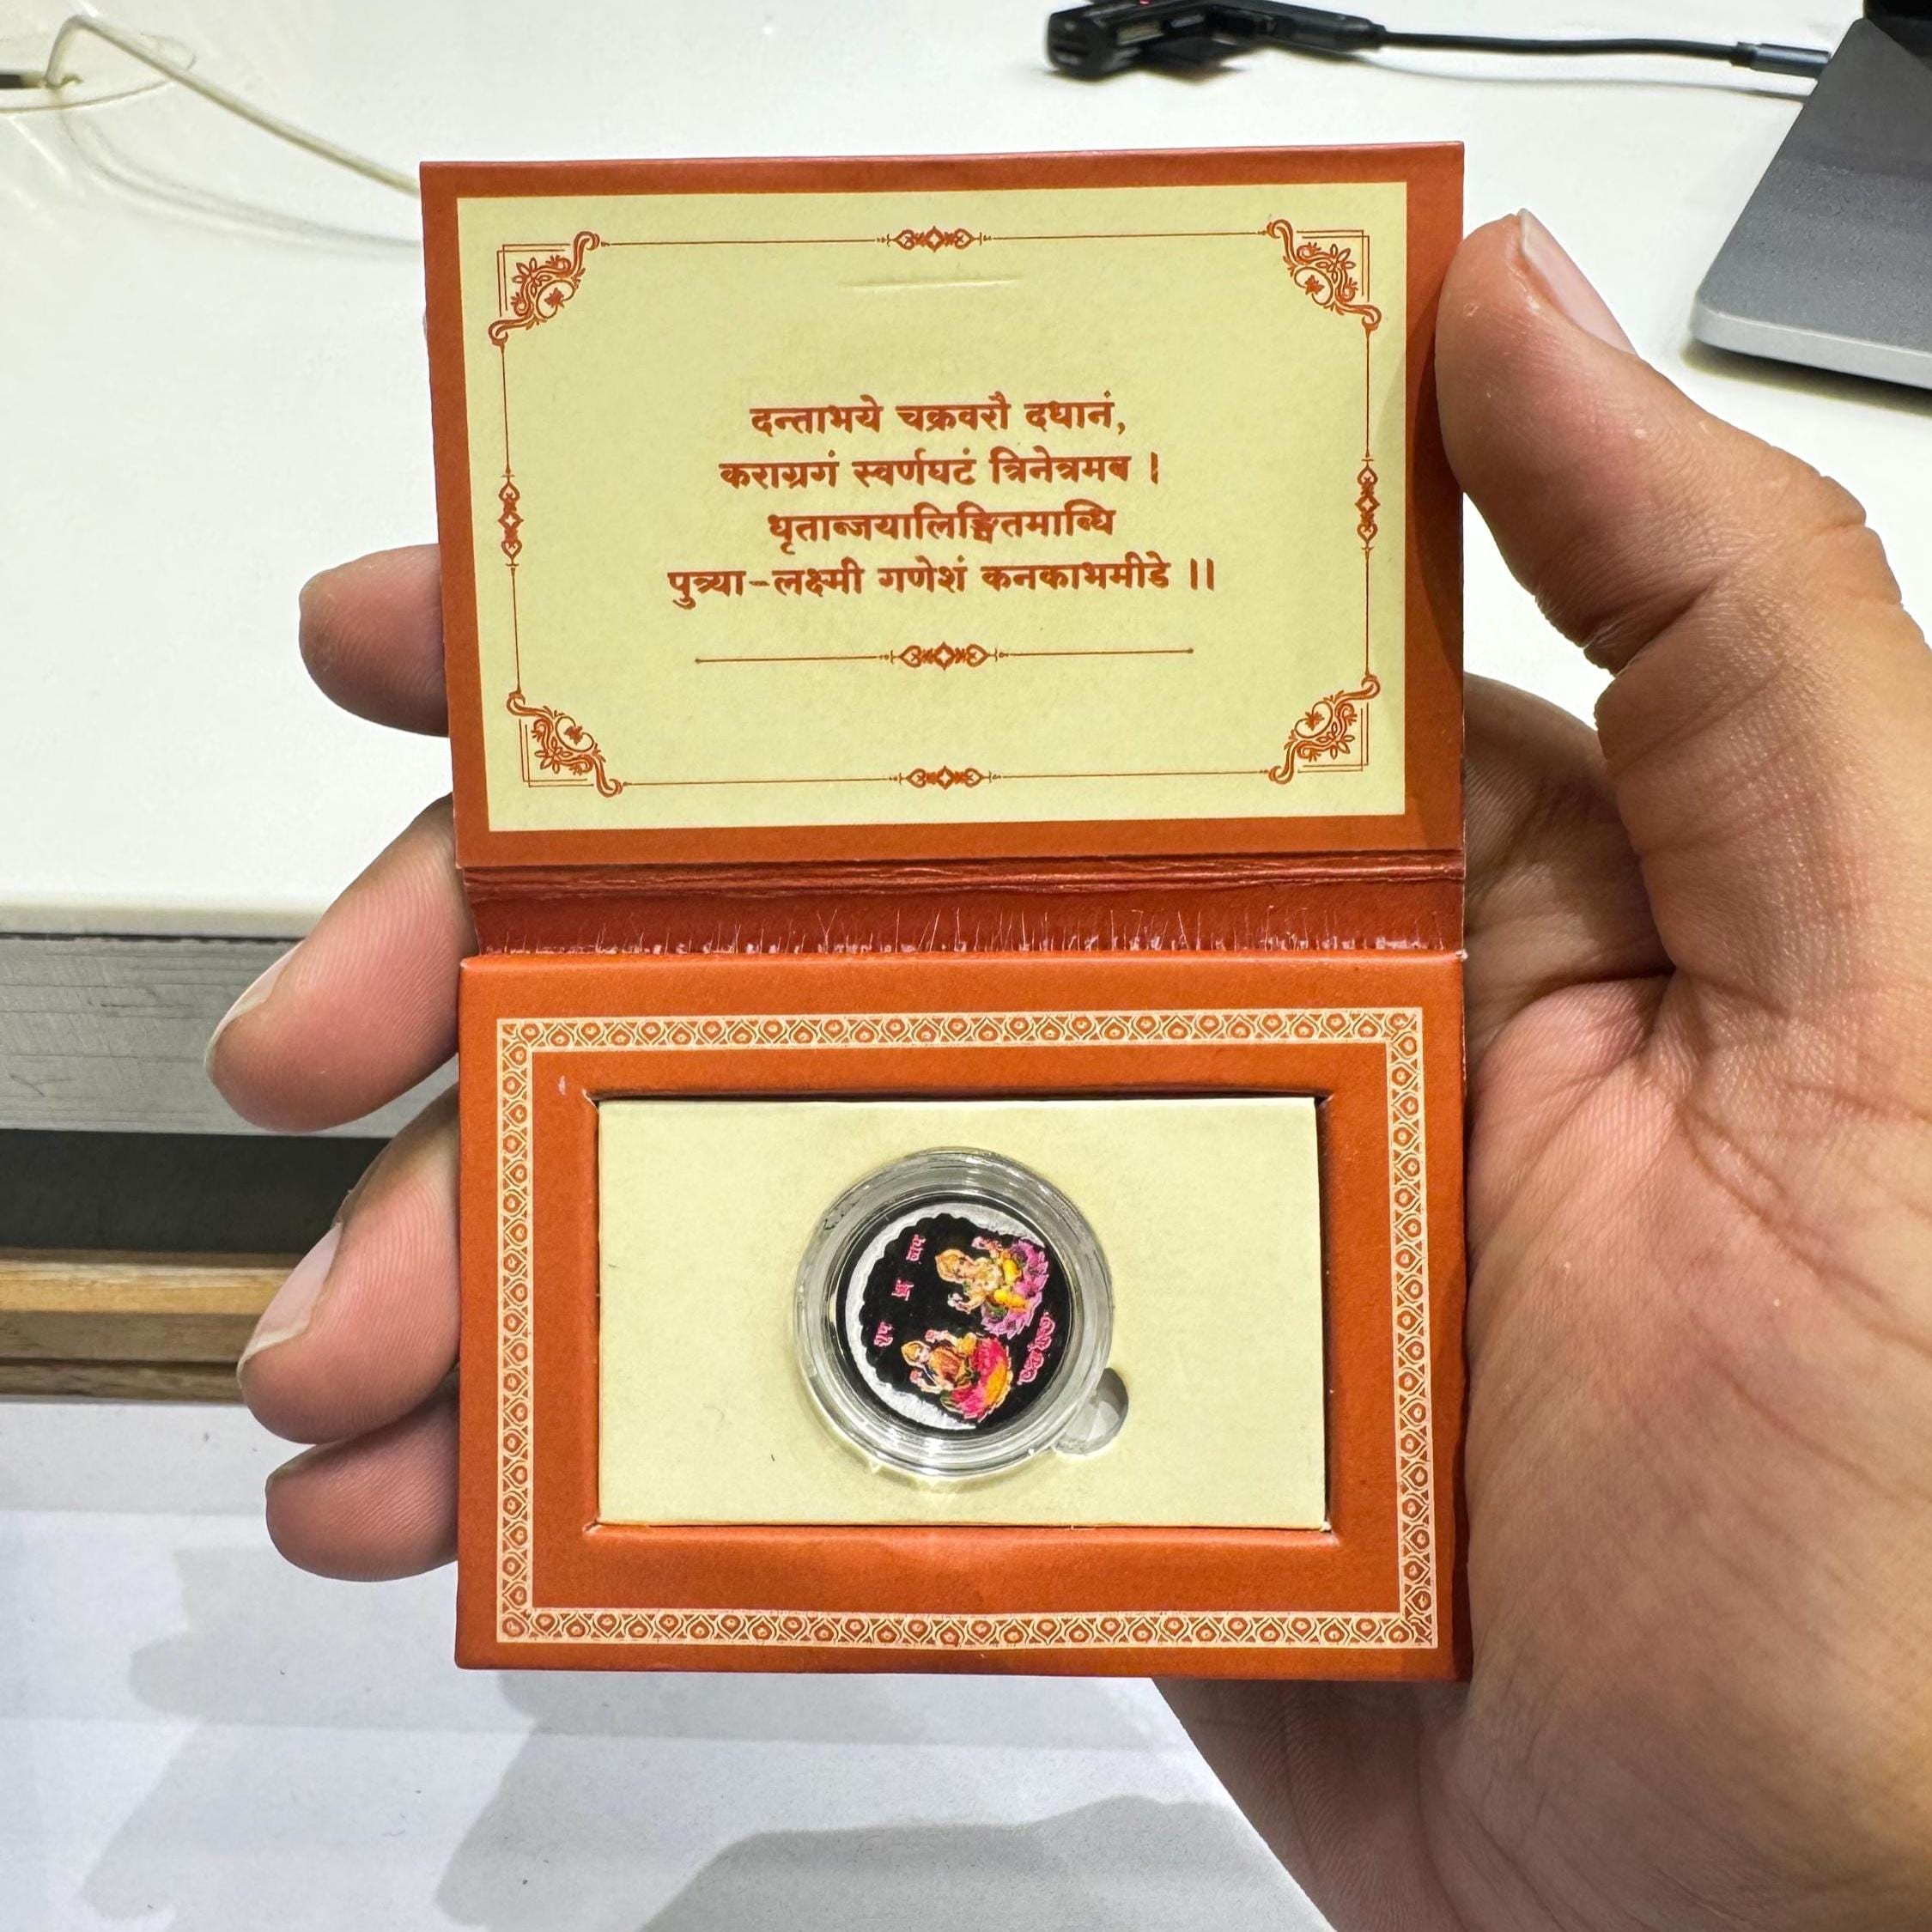 दन्ताभये चक्रवरौ दधानं,
कराग्रगं स्वर्णघटं त्रिनेत्रमब ।
धृताब्जयालिङ्गितमाब्धि
पुत्र्या-लक्ष्मी गणेशं कनकाभमीडे ।।
शुभ
लाभ